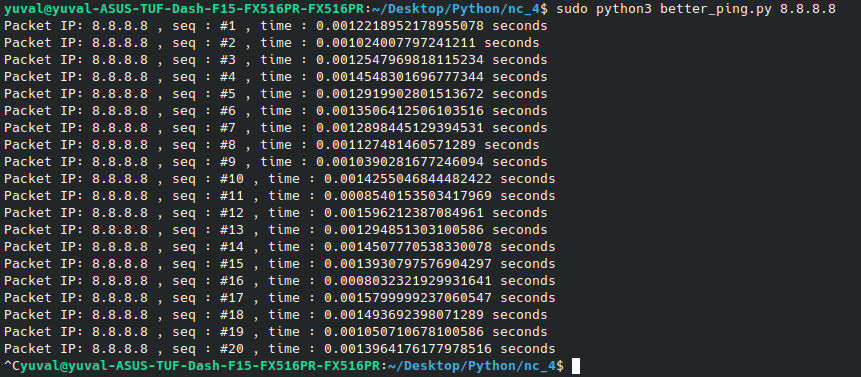 yuval@yuval-ASUS-TUF-Dash-F15-FX516PR-FX516PR:~/Desktop/Python/nc_4$ sudo python3 better_ping.py 8.8.8.8
Packet IP: 8.8.8.8 , seq : #1 , time : 0.0012218952178955078 seconds
Packet IP: 8.8.8.8 , seq : #2 , time : 0.001024007797241211 seconds
Packet IP: 8.8.8.8 , seq : #3 , time : 0.0012547969818115234 seconds
Packet IP: 8.8.8.8 , seq : #4 , time : 0.0014548301696777344 seconds
Packet IP: 8.8.8.8 , seq : #5 , time : 0.0012919902801513672 seconds
Packet IP: 8.8.8.8 , seq : #6 , time : 0.0013506412506103516 seconds
Packet IP: 8.8.8.8 , seq : #7 , time : 0.0012898445129394531 seconds
Packet IP: 8.8.8.8 , seq : #8 , time : 0.001127481460571289 seconds
Packet IP: 8.8.8.8 , seq : #9 , time : 0.0010390281677246094 seconds
Packet IP: 8.8.8.8 , seq : #10 , time : 0.0014255046844482422 seconds
Packet IP: 8.8.8.8 , seq : #11 , time : 0.0008540153503417969 seconds
Packet IP: 8.8.8.8 , seq : #12 , time : 0.0015962123870849​61 seconds
Packet IP: 8.8.8.8 , seq : #13 , time : 0.0012948513031005​86 seconds
Packet IP: 8.8.8.8 , seq : #14 , time : 0.0014507770538330078 seconds
Packet IP: 8.8.8.8 , seq : #15 , time : 0.0013930797576904297 seconds
Packet IP: 8.8.8.8 , seq : #16 , time : 0.0008032321929931641 seconds
Packet IP: 8.8.8.8 , seq : #17 , time : 0.0015799999237060547 seconds
Packet IP: 8.8.8.8 , seq : #18 , time : 0.001493692398071289 seconds
Packet IP: 8.8.8.8 , seq : #19 , time : 0.001050710678100586 seconds
Packet IP: 8.8.8.8 , seq : #20 , time : 0.0013964176177978516 seconds
^Cyuval@yuval-ASUS-TUF-Dash-F15-FX516PR-FX516PR:~/Desktop/Python/nc_4$